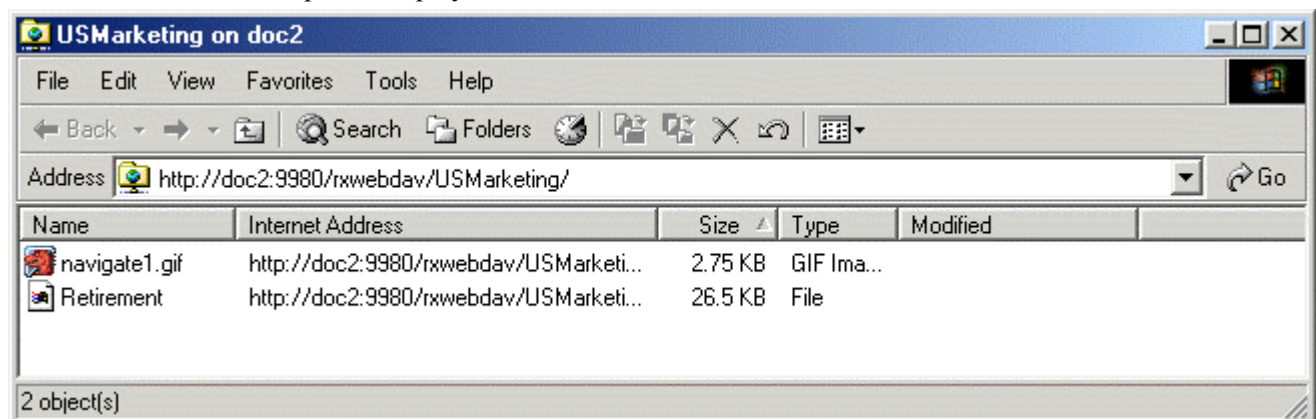 USMarketing on doc2
File Edit View Favorites Tools Help
Back Search Folders
Address http://doc2:9980/rxwebdav/USMarketing/ Go
Name Internet Address Size Type Modified
navigate1.gif http://doc2:9980/rxwebdav/USMarketi... 2.75 KB GIF Ima...
Retirement http://doc2:9980/rxwebdav/USMarketi... 26.5 KB File
2 object(s)